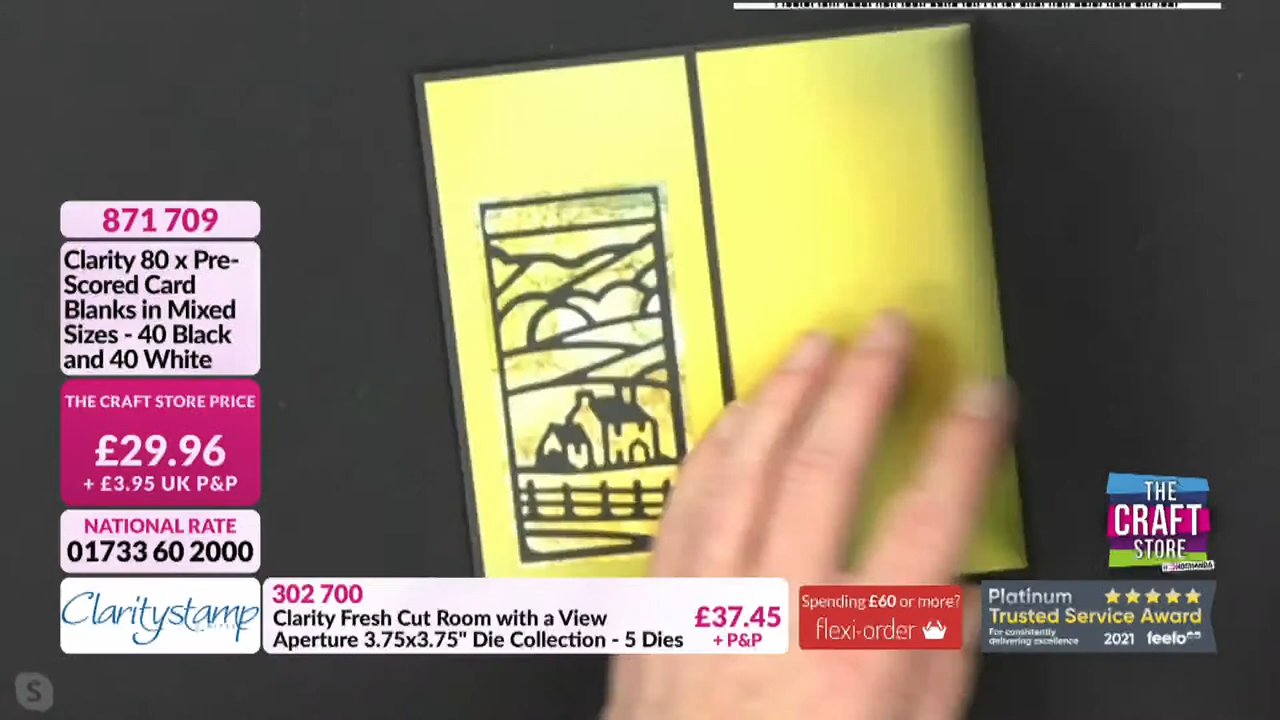 871 709
Clarity 80 x Pre-
Scored Card
Blanks in Mixed
Sizes - 40 Black
and 40 White
THE CRAFT STORE PRICE
£29.96
+ £3.95 UK P&P
NATIONAL RATE
01733 60 2000
Claritystamp
302 700
Clarity Fresh Cut Room with a View
Aperture 3.75x3.75" Die Collection - 5 Dies
£37.45
+ P&P
Spending £60 or more?
flexi-order
THE
CRAFT
STORE
HOCHANDA
Platinum
Trusted Service Award
For consistently
delivering excellence
2021 feefo
S